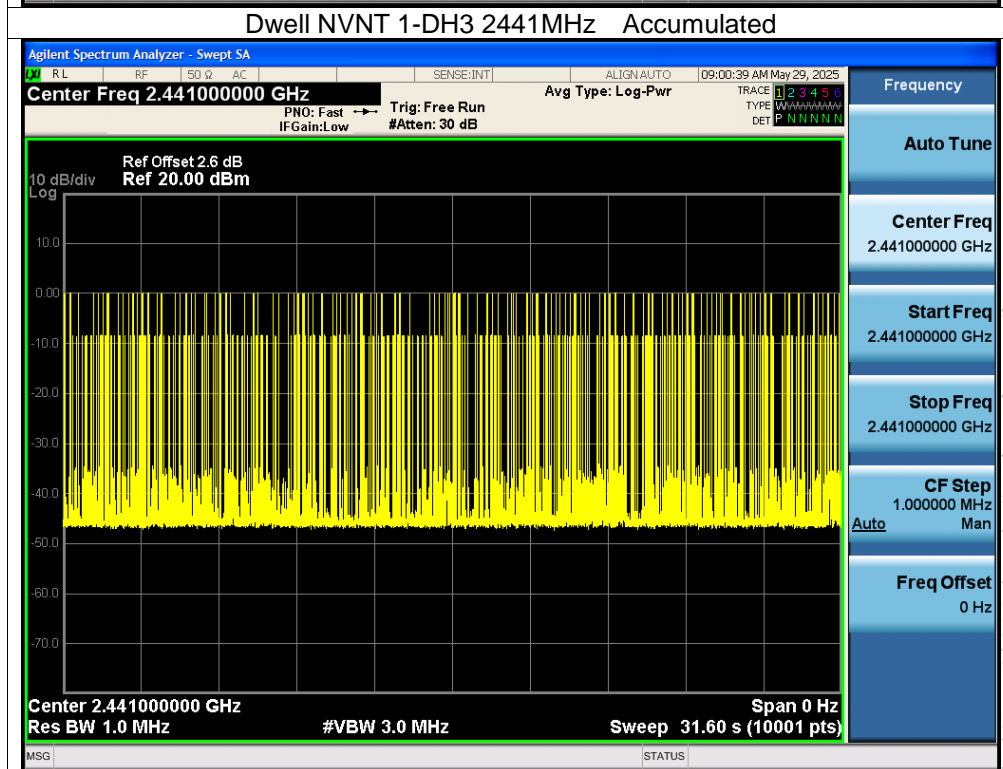 Dwell NVNT 1-DH3 2441MHz Accumulated
Agilent Spectrum Analyzer - Swept SA
LXI RL RF 50 Ω AC SENSE:INT ALIGN AUTO 09:00:39 AM May 29, 2025
Center Freq 2.441000000 GHz
PNO: Fast
IFGain:Low
Trig: Free Run
#Atten: 30 dB
Avg Type: Log-Pwr
TRACE 1 2 3 4 5 6
TYPE
DET P N N N N N
Frequency
Auto Tune
Ref Offset 2.6 dB
10 dB/div Ref 20.00 dBm
Log
10.0
0.00
-10.0
-20.0
-30.0
-40.0
-50.0
-60.0
-70.0
Center Freq
2.441000000 GHz
Start Freq
2.441000000 GHz
Stop Freq
2.441000000 GHz
CF Step
1.000000 MHz
Auto Man
Freq Offset
0 Hz
Center 2.441000000 GHz Span 0 Hz
Res BW 1.0 MHz #VBW 3.0 MHz Sweep 31.60 s (10001 pts)
MSG STATUS